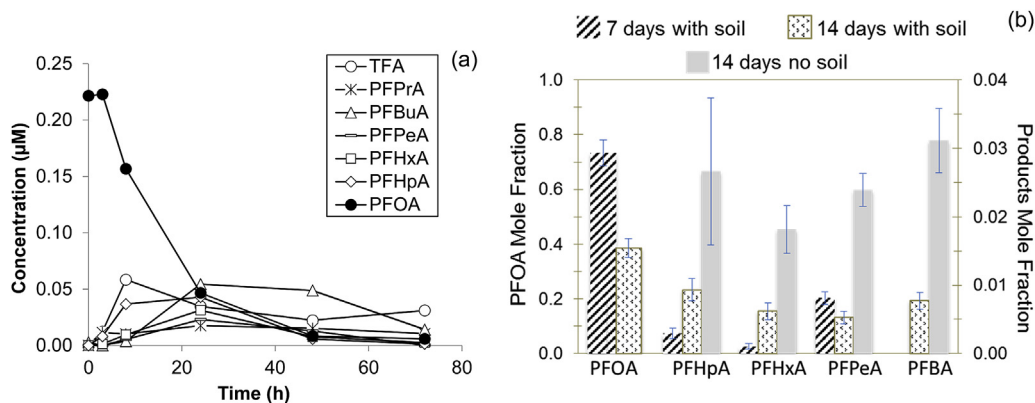 (a)
0.25
0.20
0.15
0.10
0.05
0.00
Concentration (µM)
0
20
40
60
80
Time (h)
TFA
PFPrA
PFBuA
PFPeA
PFHxA
PFHpA
PFOA
(b)
7 days with soil
14 days with soil
14 days no soil
1.0
0.8
0.6
0.4
0.2
0.0
PFOA Mole Fraction
0.04
0.03
0.02
0.01
0.00
Products Mole Fraction
PFOA
PFHpA
PFHxA
PFPeA
PFBA